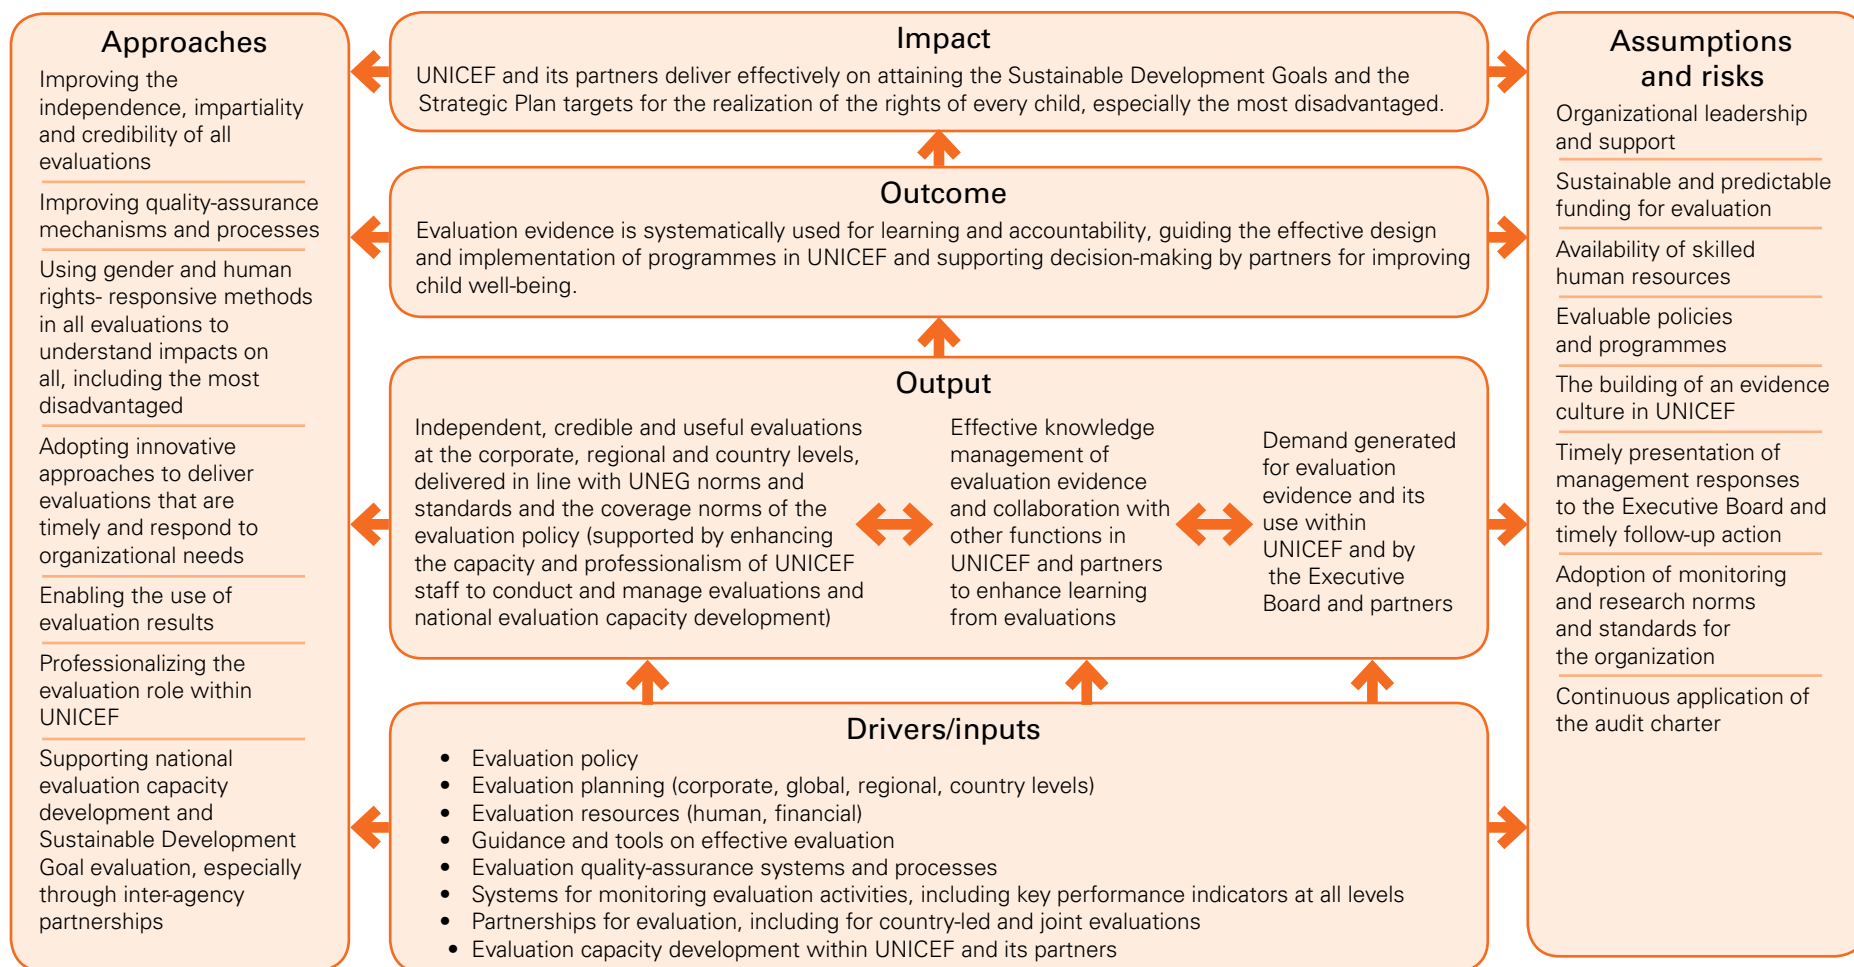 Approaches
Improving the
independence, impartiality
and credibility of all
evaluations
Improving quality-assurance
mechanisms and processes
Using gender and human
rights- responsive methods
in all evaluations to
understand impacts on
all, including the most
disadvantaged
Adopting innovative
approaches to deliver
evaluations that are
timely and respond to
organizational needs
Enabling the use of
evaluation results
Professionalizing the
evaluation role within
UNICEF
Supporting national
evaluation capacity
development and
Sustainable Development
Goal evaluation, especially
through inter-agency
partnerships
Impact
UNICEF and its partners deliver effectively on attaining the Sustainable Development Goals and the
Strategic Plan targets for the realization of the rights of every child, especially the most disadvantaged.
Outcome
Evaluation evidence is systematically used for learning and accountability, guiding the effective design
and implementation of programmes in UNICEF and supporting decision-making by partners for improving
child well-being.
Output
Independent, credible and useful evaluations
at the corporate, regional and country levels,
delivered in line with UNEG norms and
standards and the coverage norms of the
evaluation policy (supported by enhancing
the capacity and professionalism of UNICEF
staff to conduct and manage evaluations and
national evaluation capacity development)
Effective knowledge
management of
evaluation evidence
and collaboration with
other functions in
UNICEF and partners
to enhance learning
from evaluations
Demand generated
for evaluation
evidence and its
use within
UNICEF and by
the Executive
Board and partners
Drivers/inputs
• Evaluation policy
• Evaluation planning (corporate, global, regional, country levels)
• Evaluation resources (human, financial)
• Guidance and tools on effective evaluation
• Evaluation quality-assurance systems and processes
• Systems for monitoring evaluation activities, including key performance indicators at all levels
• Partnerships for evaluation, including for country-led and joint evaluations
• Evaluation capacity development within UNICEF and its partners
Assumptions
and risks
Organizational leadership
and support
Sustainable and predictable
funding for evaluation
Availability of skilled
human resources
Evaluable policies
and programmes
The building of an evidence
culture in UNICEF
Timely presentation of
management responses
to the Executive Board and
timely follow-up action
Adoption of monitoring
and research norms
and standards for
the organization
Continuous application of
the audit charter